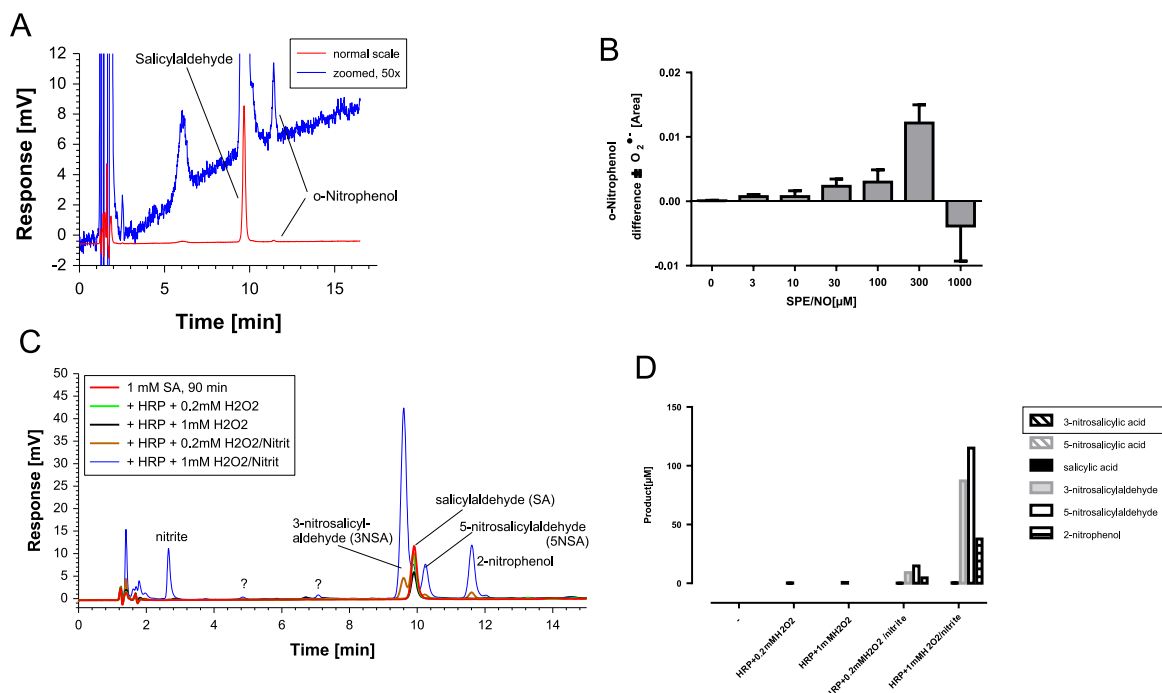 A
12
10
8
6
4
2
0
-2
Response [mV]
Salicylaldehyde
normal scale
zoomed, 50x
o-Nitrophenol
0
5
10
15
Time [min]
B
0.02
0.01
0.00
-0.01
o-Nitrophenol
difference ± O2•- [Area]
0
3
10
30
100
300
1000
SPE/NO[µM]
C
50
45
40
35
30
25
20
15
10
5
0
Response [mV]
1 mM SA, 90 min
+ HRP + 0.2mM H2O2
+ HRP + 1mM H2O2
+ HRP + 0.2mM H2O2/Nitrit
+ HRP + 1mM H2O2/Nitrit
nitrite
?
?
3-nitrosalicyl-
aldehyde (3NSA)
salicylaldehyde (SA)
5-nitrosalicylaldehyde
(5NSA)
2-nitrophenol
0
2
4
6
8
10
12
14
Time [min]
D
150
100
50
0
Product[µM]
-
HRP+0.2mMH2O2
HRP+1mMH2O2
HRP+0.2mMH2O2/nitrite
HRP+1mMH2O2/nitrite
3-nitrosalicylic acid
5-nitrosalicylic acid
salicylic acid
3-nitrosalicylaldehyde
5-nitrosalicylaldehyde
2-nitrophenol